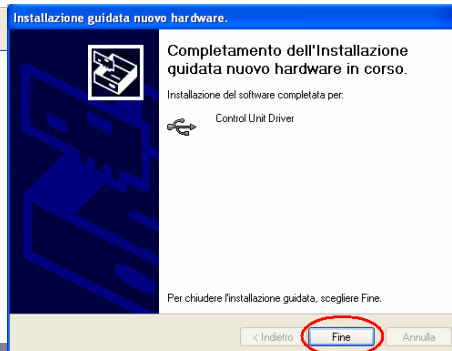 Installazione guidata nuovo hardware.
Completamento dell'Installazione
guidata nuovo hardware in corso.
Installazione del software completata per:
Control Unit Driver
Per chiudere l'installazione guidata, scegliere Fine.
< Indietro Fine Annulla